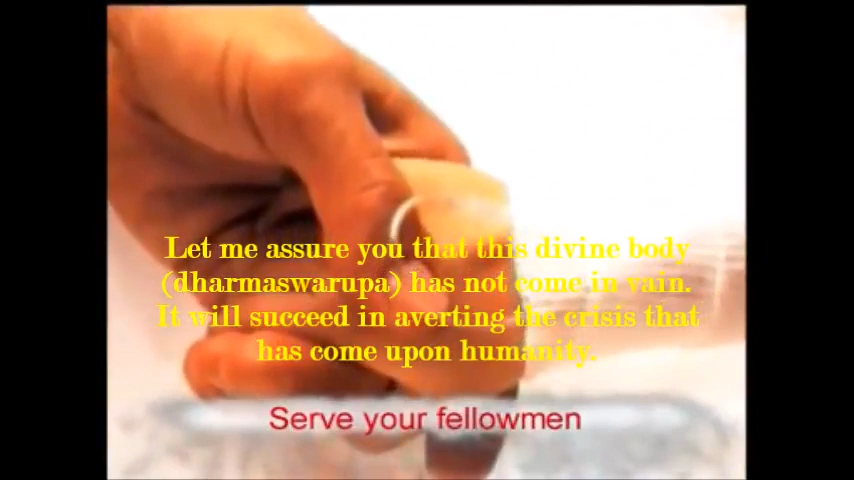 Let me assure you that this divine body
(dharmaswarupa) has not come in vain.
It will succeed in averting the crisis that
has come upon humanity.
Serve your fellowmen